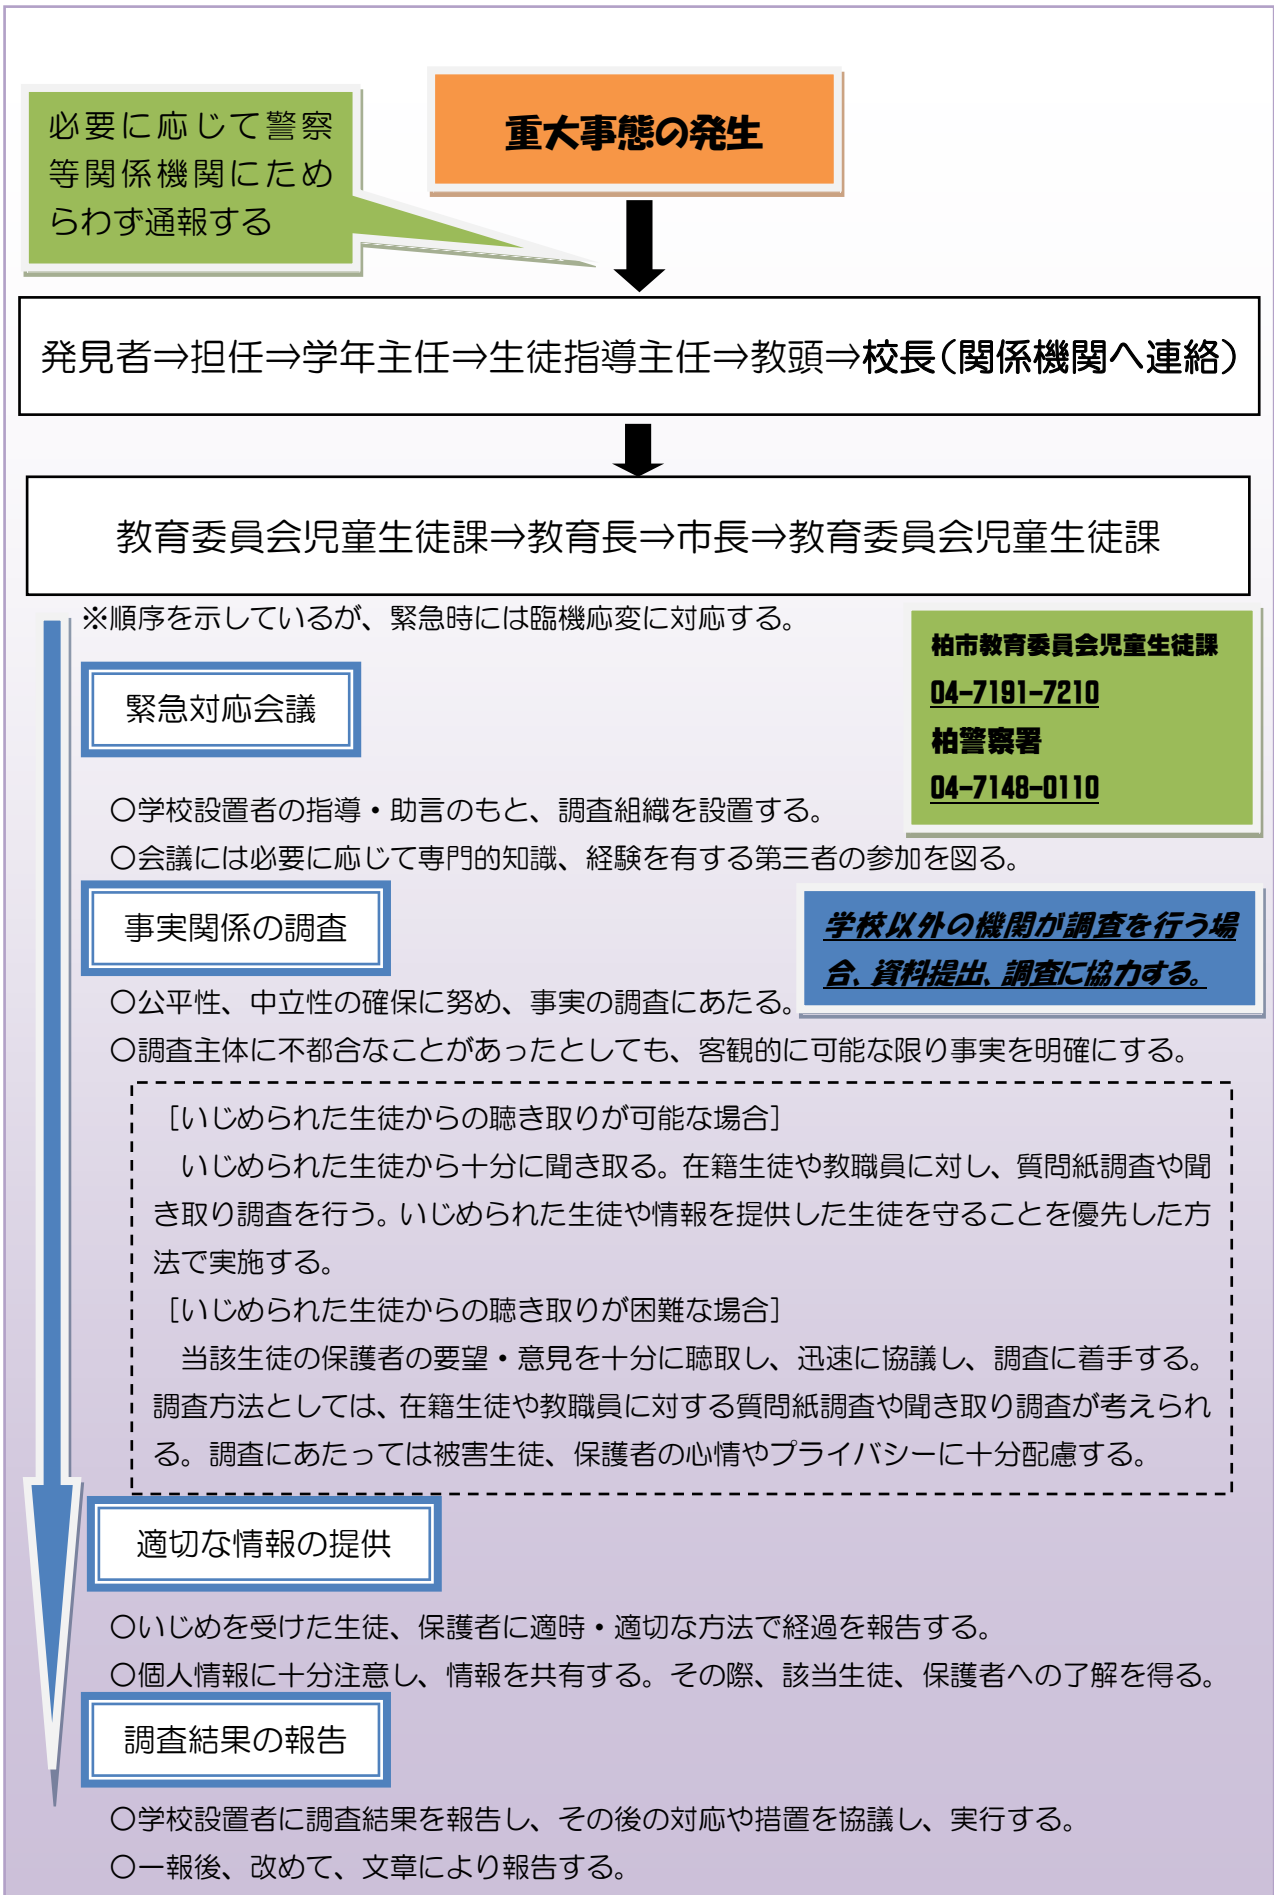 必要に応じて警察
等関係機関にため
らわず通報する
重大事態の発生
発見者⇒担任⇒学年主任⇒生徒指導主任⇒教頭⇒校長(関係機関へ連絡)
教育委員会児童生徒課⇒教育長⇒市長⇒教育委員会児童生徒課
※順序を示しているが、緊急時には臨機応変に対応する。
柏市教育委員会児童生徒課
04-7191-7210
柏警察署
04-7148-0110
緊急対応会議
〇学校設置者の指導・助言のもと、調査組織を設置する。
〇会議には必要に応じて専門的知識、経験を有する第三者の参加を図る。
事実関係の調査
学校以外の機関が調査を行う場
合、資料提出、調査に協力する。
〇公平性、中立性の確保に努め、事実の調査にあたる。
〇調査主体に不都合なことがあったとしても、客観的に可能な限り事実を明確にする。
[いじめられた生徒からの聴き取りが可能な場合]
いじめられた生徒から十分に聞き取る。在籍生徒や教職員に対し、質問紙調査や聞
き取り調査を行う。いじめられた生徒や情報を提供した生徒を守ることを優先した方
法で実施する。
[いじめられた生徒からの聴き取りが困難な場合]
当該生徒の保護者の要望・意見を十分に聴取し、迅速に協議し、調査に着手する。
調査方法としては、在籍生徒や教職員に対する質問紙調査や聞き取り調査が考えられ
る。調査にあたっては被害生徒、保護者の心情やプライバシーに十分配慮する。
適切な情報の提供
〇いじめを受けた生徒、保護者に適時・適切な方法で経過を報告する。
〇個人情報に十分注意し、情報を共有する。その際、該当生徒、保護者への了解を得る。
調査結果の報告
〇学校設置者に調査結果を報告し、その後の対応や措置を協議し、実行する。
〇一報後、改めて、文章により報告する。